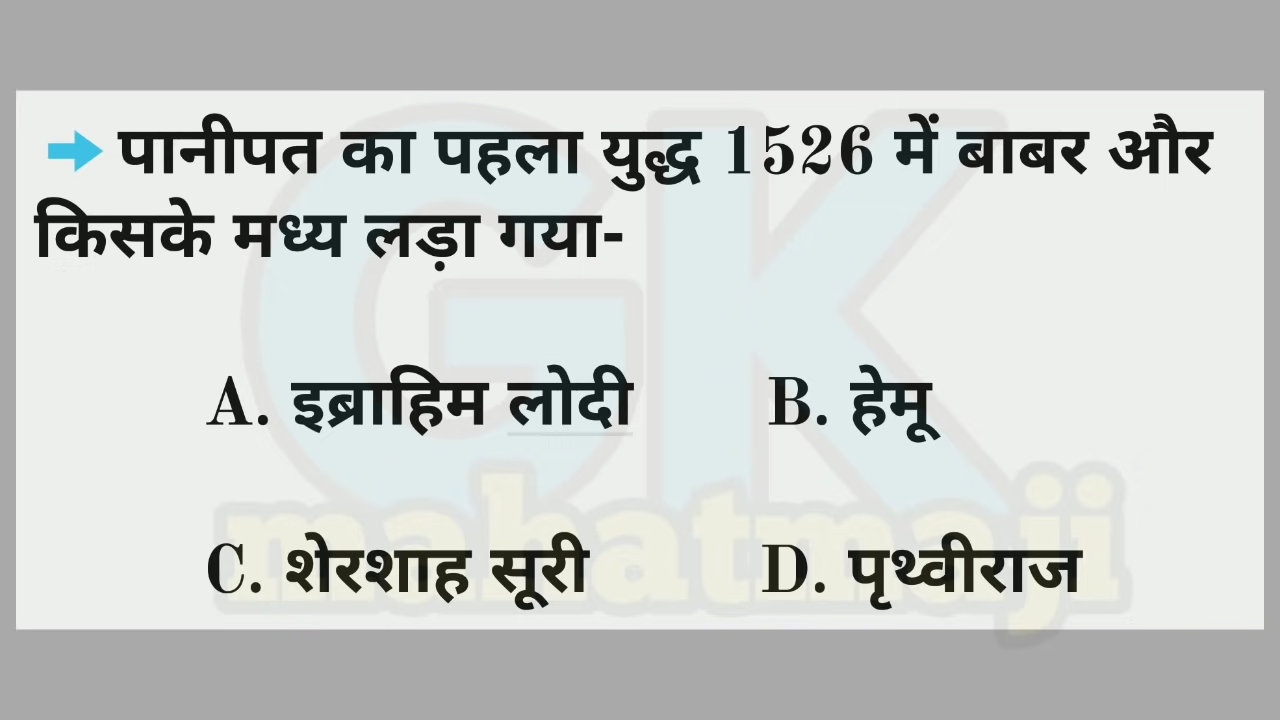 पानीपत का पहला युद्ध 1526 में बाबर और
किसके मध्य लड़ा गया-
A. इब्राहिम लोदी B. हेमू
C. शेरशाह सूरी D. पृथ्वीराज
GK
mahatmaji